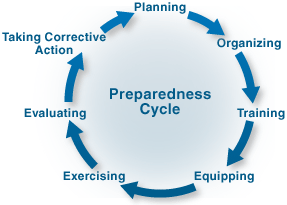 Planning
Organizing
Training
Equipping
Exercising
Evaluating
Taking Corrective
Action
Preparedness
Cycle